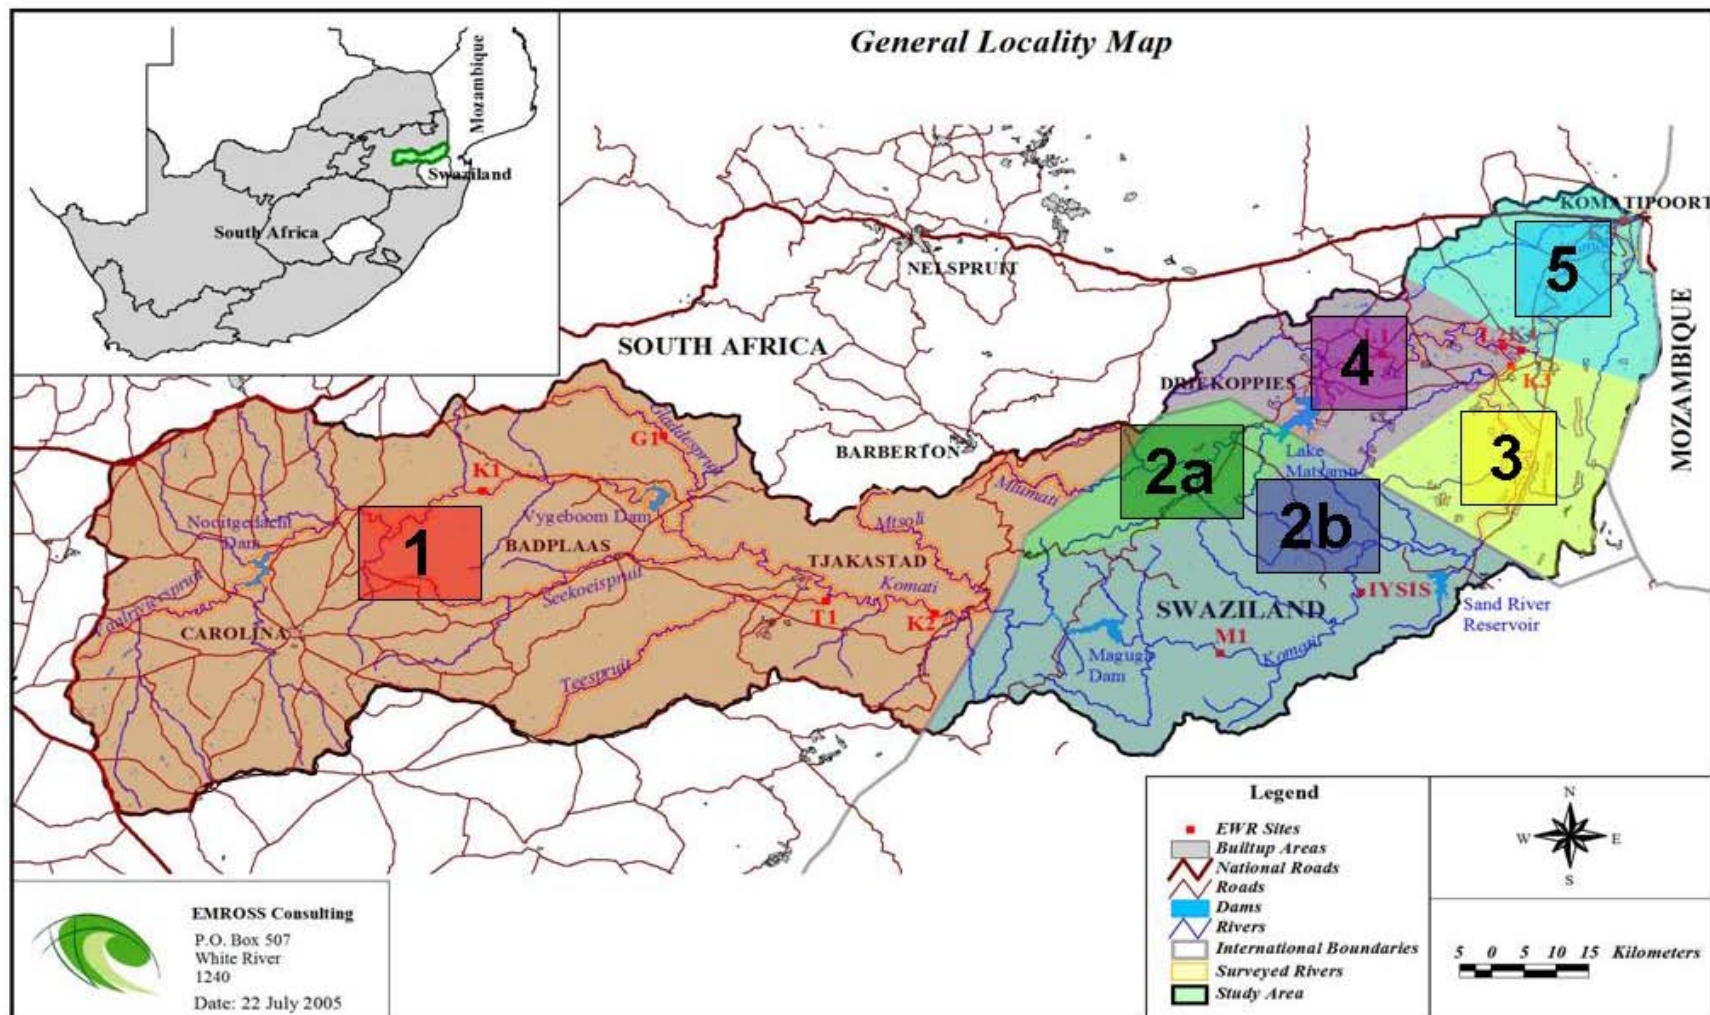 General Locality Map
Mozambique
Swaziland
South Africa
KOMATIPOORT
5
NELSPRUIT
MOZAMBIQUE
SOUTH AFRICA
4
K3
DRIEKOPPIES
G1
BARBERTON
Lake
Matsamo
3
2a
K1
Mlumati
Mtsoli
Nooitgedacht
Dam
Vygeboom Dam
2b
1
BADPLAAS
TJAKASTAD
Komati
Seekoeispruit
IYSIS
SWAZILAND
Sand River
Reservoir
T1
K2
CAROLINA
M1
Komati
Maguga
Dam
Teespruit
Legend
EWR Sites
Builtup Areas
National Roads
Roads
Dams
Rivers
International Boundaries
Surveyed Rivers
Study Area
N
W
E
S
5 0 5 10 15 Kilometers
EMROSS Consulting
P.O. Box 507
White River
1240
Date: 22 July 2005